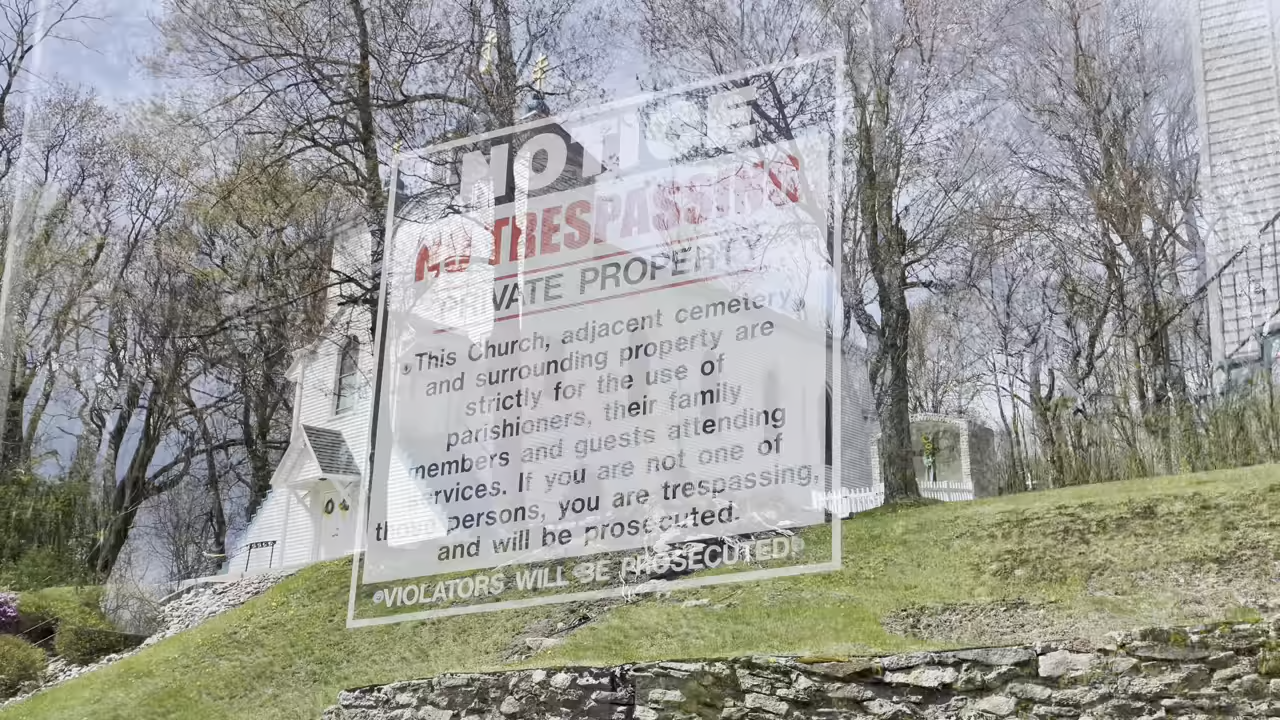 NOTICE
NO TRESPASSING
PRIVATE PROPERTY
This Church, adjacent cemetery
and surrounding property are
strictly for the use of
parishioners, their family
members and guests attending
services. If you are not one of
those persons, you are trespassing,
and will be prosecuted.
VIOLATORS WILL BE PROSECUTED